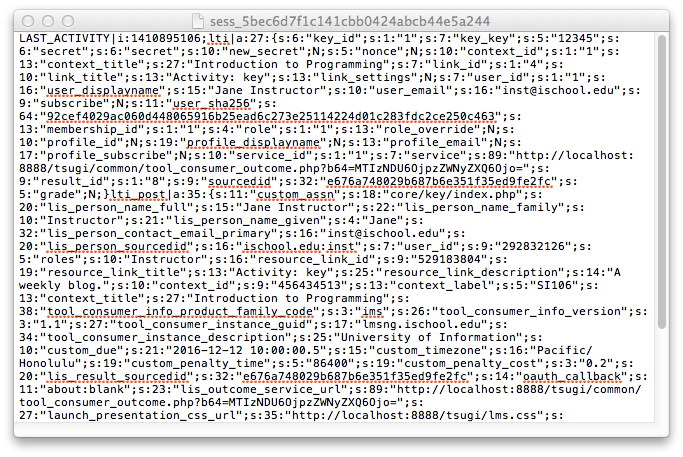 sess_5bec6d7f1c141cbb0424abcb44e5a244
LAST_ACTIVITY|i:1410895106;lti|a:27:{s:6:"key_id";s:1:"1";s:7:"key_key";s:5:"12345";s:
6:"secret";s:6:"secret";s:10:"new_secret";N;s:5:"nonce";N;s:10:"context_id";s:1:"1";s:
13:"context_title";s:27:"Introduction to Programming";s:7:"link_id";s:1:"4";s:
10:"link_title";s:13:"Activity: key";s:13:"link_settings";N;s:7:"user_id";s:1:"1";s:
16:"user_displayname";s:15:"Jane Instructor";s:10:"user_email";s:16:"inst@ischool.edu";s:
9:"subscribe";N;s:11:"user_sha256";s:
64:"92cef4029ac060d448065916b25ead6c273e25114224d01c283fdc2ce250c463";s:
13:"membership_id";s:1:"1";s:4:"role";s:1:"1";s:13:"role_override";N;s:
10:"profile_id";N;s:19:"profile_displayname";N;s:13:"profile_email";N;s:
17:"profile_subscribe";N;s:10:"service_id";s:1:"1";s:7:"service";s:89:"http://localhost:
8888/tsugi/common/tool_consumer_outcome.php?b64=MTIzNDU6OjpzZWNyZXQ6Ojo=";s:
9:"result_id";s:1:"8";s:9:"sourcedid";s:32:"e676a748029b687b6e351f35ed9fe2fc";s:
5:"grade";N;}lti_post|a:35:{s:11:"custom_assn";s:18:"core/key/index.php";s:
20:"lis_person_name_full";s:15:"Jane Instructor";s:22:"lis_person_name_family";s:
10:"Instructor";s:21:"lis_person_name_given";s:4:"Jane";s:
32:"lis_person_contact_email_primary";s:16:"inst@ischool.edu";s:
20:"lis_person_sourcedid";s:16:"ischool.edu:inst";s:7:"user_id";s:9:"292832126";s:
5:"roles";s:10:"Instructor";s:16:"resource_link_id";s:9:"529183804";s:
19:"resource_link_title";s:13:"Activity: key";s:25:"resource_link_description";s:14:"A
weekly blog.";s:10:"context_id";s:9:"456434513";s:13:"context_label";s:5:"SI106";s:
13:"context_title";s:27:"Introduction to Programming";s:
38:"tool_consumer_info_product_family_code";s:3:"ims";s:26:"tool_consumer_info_version";s:
3:"1.1";s:27:"tool_consumer_instance_guid";s:17:"lmsng.ischool.edu";s:
34:"tool_consumer_instance_description";s:25:"University of Information";s:
10:"custom_due";s:21:"2016-12-12 10:00:00.5";s:15:"custom_timezone";s:16:"Pacific/
Honolulu";s:19:"custom_penalty_time";s:5:"86400";s:19:"custom_penalty_cost";s:3:"0.2";s:
20:"lis_result_sourcedid";s:32:"e676a748029b687b6e351f35ed9fe2fc";s:14:"oauth_callback";s:
11:"about:blank";s:23:"lis_outcome_service_url";s:89:"http://localhost:8888/tsugi/common/
tool_consumer_outcome.php?b64=MTIzNDU6OjpzZWNyZXQ6Ojo=";s:
27:"launch_presentation_css_url";s:35:"http://localhost:8888/tsugi/lms.css";s: